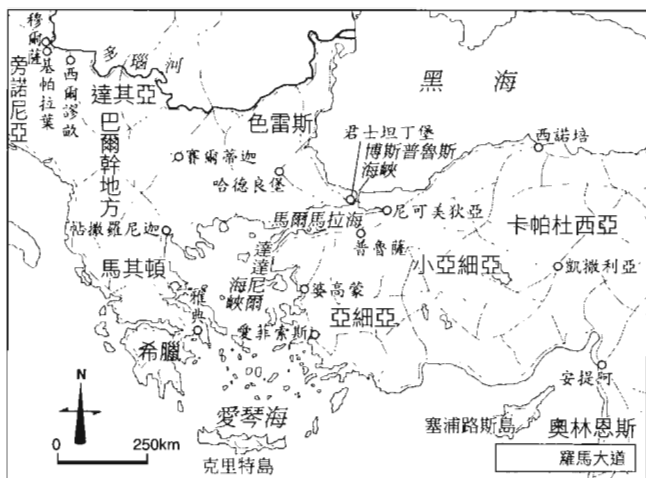 穆爾薩
基帕拉葉
西爾謬畝
旁諾尼亞
多瑙河
達其亞
巴爾幹地方
色雷斯
黑海
君士坦丁堡
博斯普魯斯
海峽
西諾培
賽爾蒂迦
哈德良堡
馬爾馬拉海
尼可美狄亞
普魯薩
卡帕杜西亞
帖撒羅尼迦
馬其頓
達達尼爾
海峽
小亞細亞
凱撒利亞
雅典
婆高蒙
亞細亞
愛菲索斯
希臘
安提阿
N
愛琴海
塞浦路斯島
奧林恩斯
0 250km
克里特島
羅馬大道